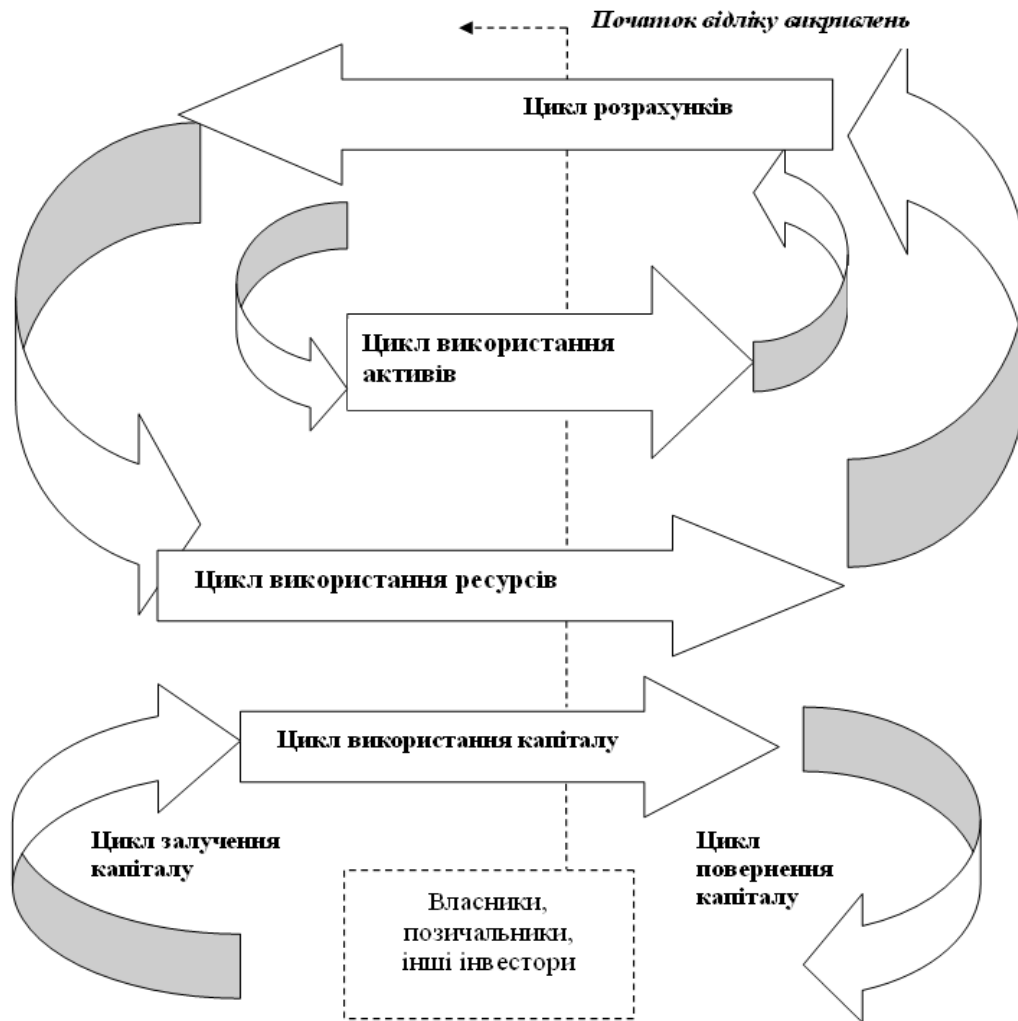 Початок відліку викривлень
Цикл розрахунків
Цикл використання
активів
Цикл використання ресурсів
Цикл використання капіталу
Цикл залучення
капіталу
Цикл
повернення
капіталу
Власники,
позичальники,
інші інвестори